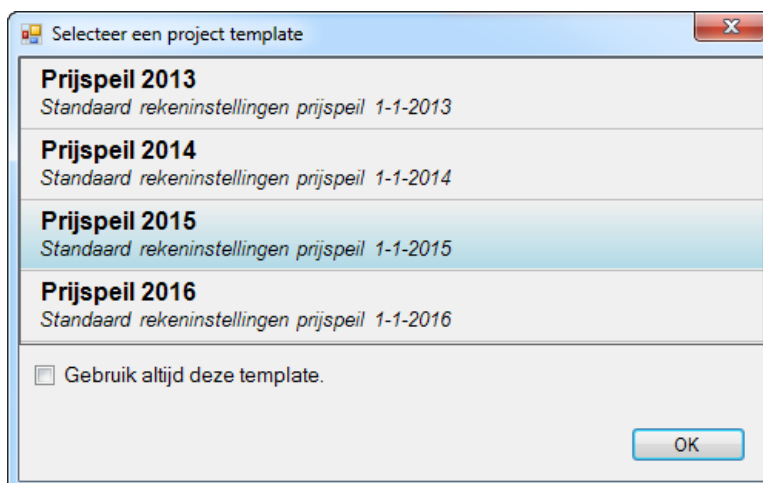 Selecteer een project template
Prijspeil 2013
Standaard rekeninstellingen prijspeil 1-1-2013
Prijspeil 2014
Standaard rekeninstellingen prijspeil 1-1-2014
Prijspeil 2015
Standaard rekeninstellingen prijspeil 1-1-2015
Prijspeil 2016
Standaard rekeninstellingen prijspeil 1-1-2016
Gebruik altijd deze template.
OK